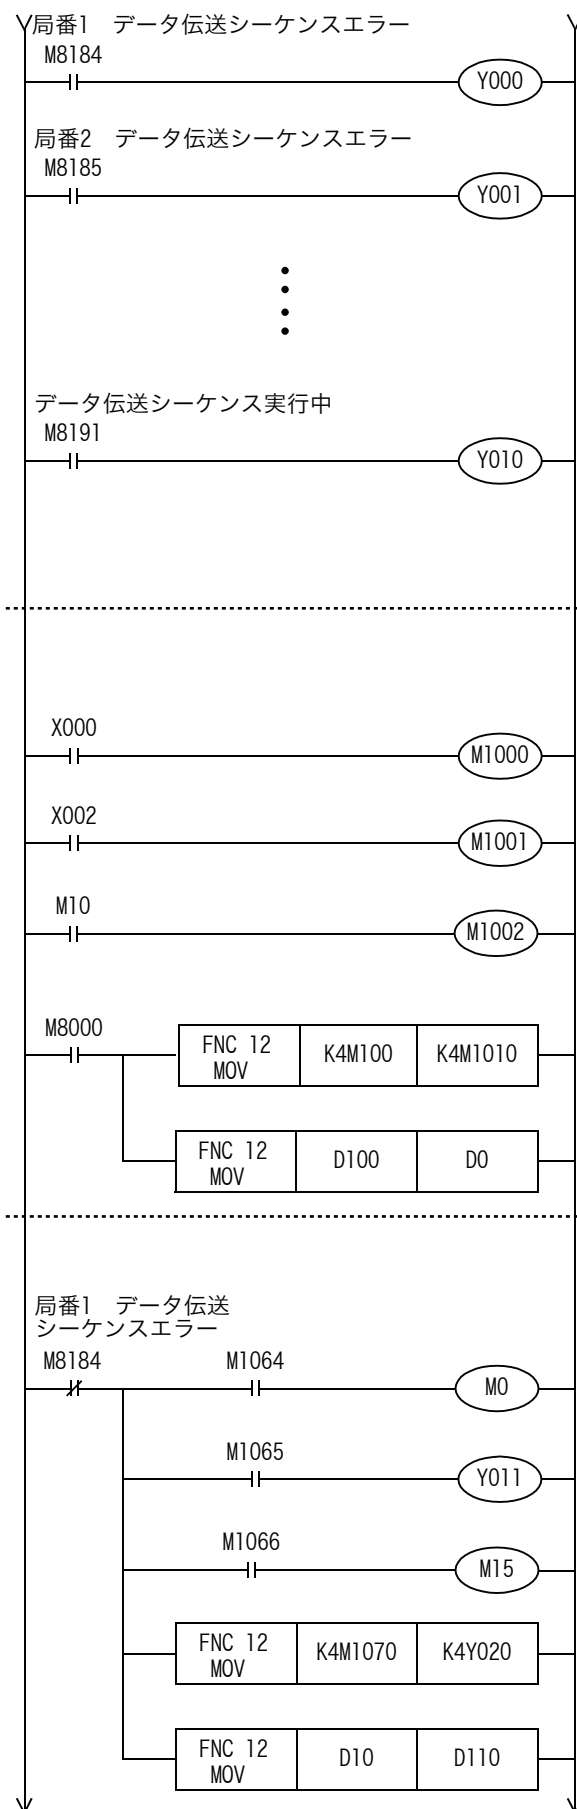 局番1　データ伝送シーケンスエラー
M8184
Y000
局番2　データ伝送シーケンスエラー
M8185
Y001
データ伝送シーケンス実行中
M8191
Y010
X000
M1000
X002
M1001
M10
M1002
M8000
FNC 12
MOV
K4M100
K4M1010
FNC 12
MOV
D100
D0
局番1　データ伝送
シーケンスエラー
M8184
M1064
M0
M1065
Y011
M1066
M15
FNC 12
MOV
K4M1070
K4Y020
FNC 12
MOV
D10
D110